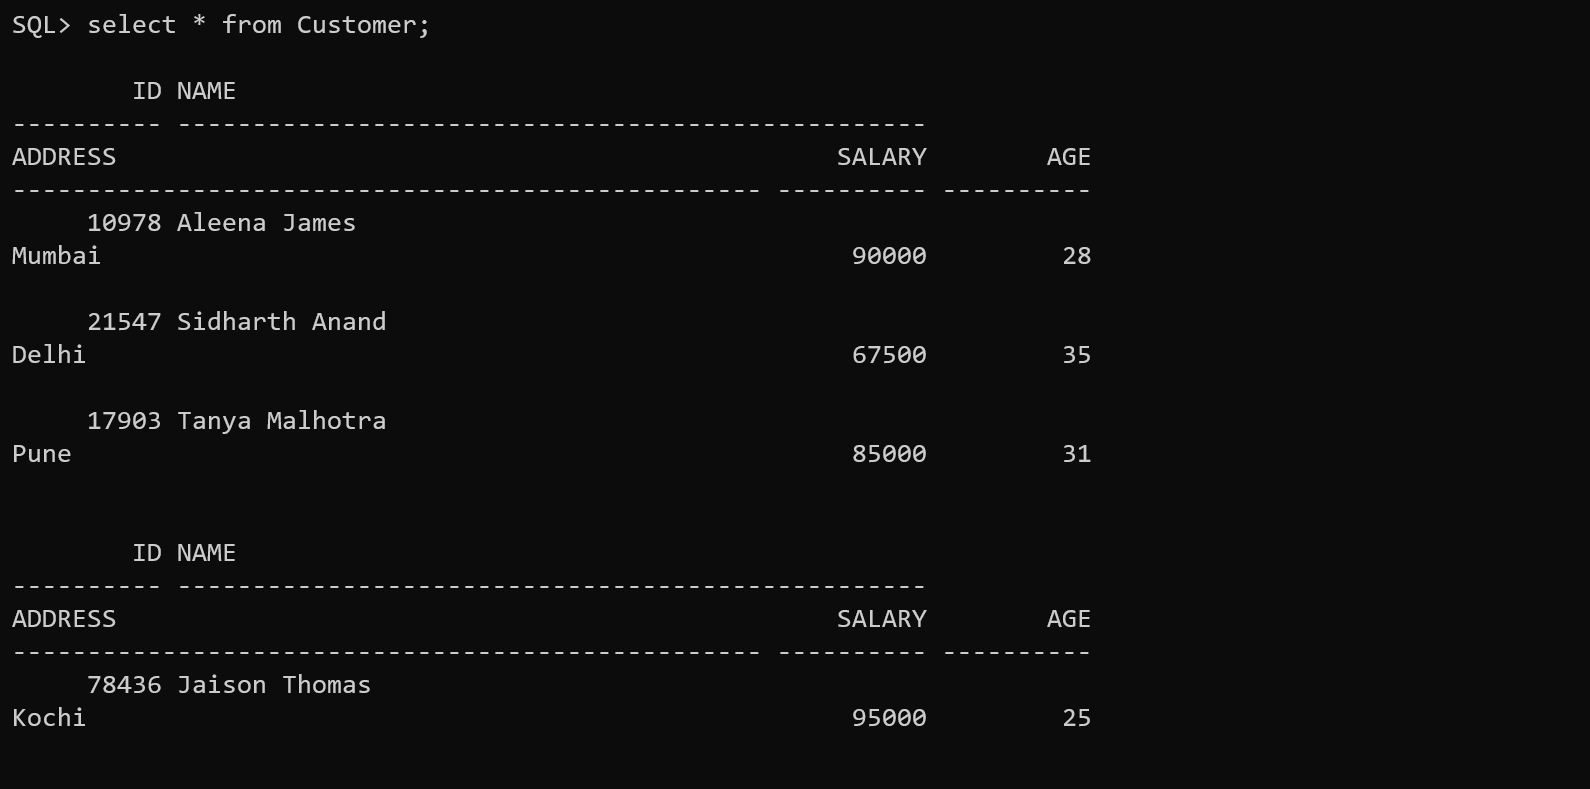 SQL> select * from Customer;
        ID NAME
---------- --------------------------------------------------
ADDRESS                                                SALARY        AGE
-------------------------------------------------- ---------- ----------
     10978 Aleena James
Mumbai                                                  90000         28
     21547 Sidharth Anand
Delhi                                                   67500         35
     17903 Tanya Malhotra
Pune                                                    85000         31
        ID NAME
---------- --------------------------------------------------
ADDRESS                                                SALARY        AGE
-------------------------------------------------- ---------- ----------
     78436 Jaison Thomas
Kochi                                                   95000         25